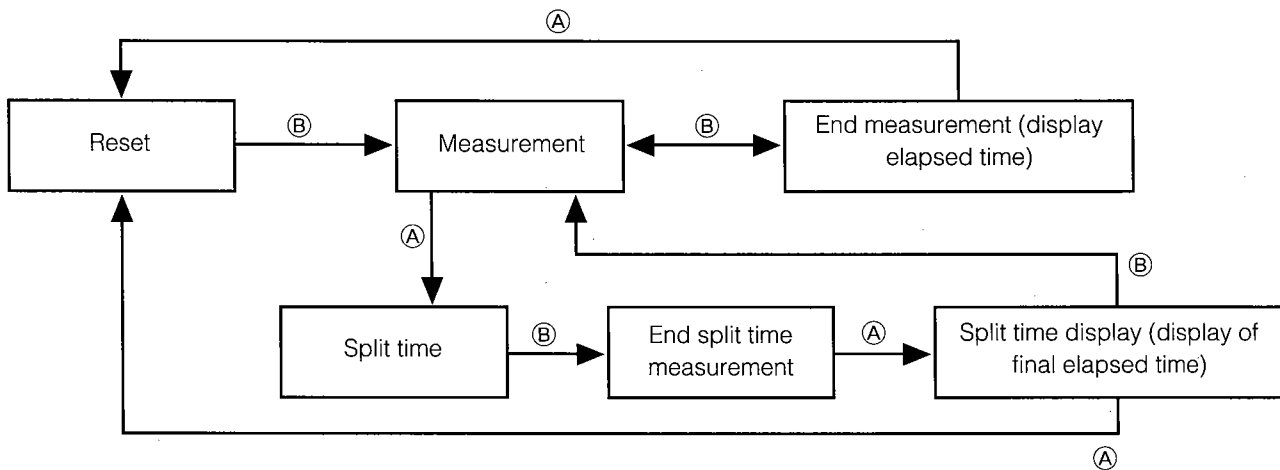 Ⓐ
Reset
Ⓑ
Measurement
Ⓑ
End measurement (display
elapsed time)
Ⓐ
Ⓑ
Split time
Ⓑ
End split time
measurement
Ⓐ
Split time display (display of
final elapsed time)
Ⓐ